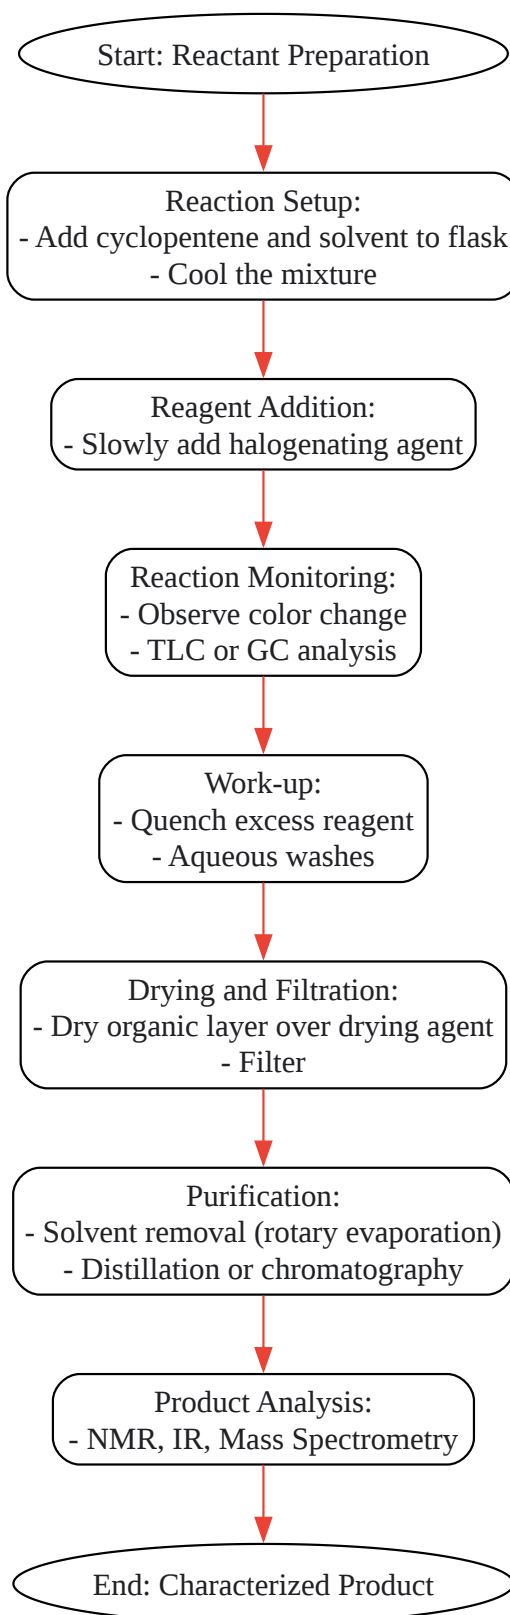 Start: Reactant Preparation
Reaction Setup:
- Add cyclopentene and solvent to flask
- Cool the mixture
Reagent Addition:
- Slowly add halogenating agent
Reaction Monitoring:
- Observe color change
- TLC or GC analysis
Work-up:
- Quench excess reagent
- Aqueous washes
Drying and Filtration:
- Dry organic layer over drying agent
- Filter
Purification:
- Solvent removal (rotary evaporation)
- Distillation or chromatography
Product Analysis:
- NMR, IR, Mass Spectrometry
End: Characterized Product